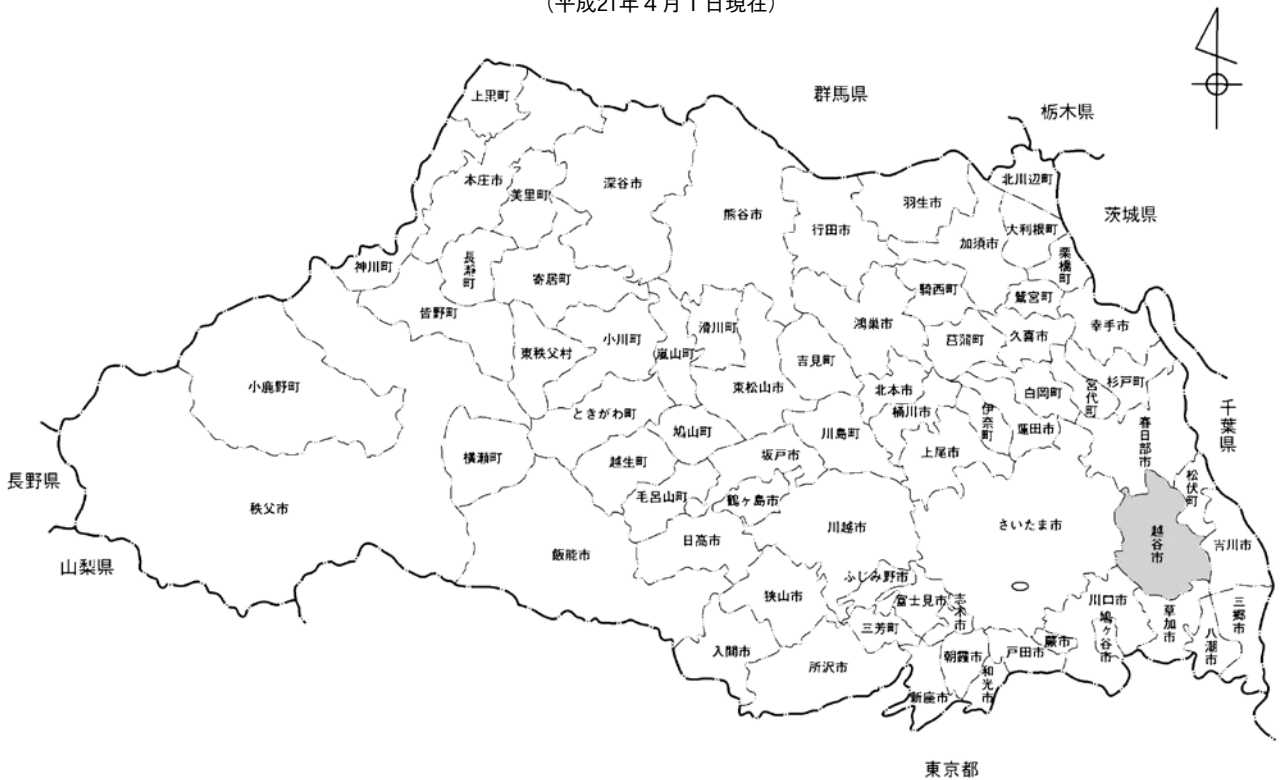 （平成21年４月１日現在）
群馬県
栃木県
茨城県
千葉県
長野県
山梨県
東京都
上里町
本庄市
美里町
深谷市
熊谷市
行田市
羽生市
加須市
北川辺町
大利根町
栗橋町
神川町
長瀞町
寄居町
皆野町
騎西町
鷲宮町
鴻巣市
菖蒲町
久喜市
幸手市
小鹿野町
東秩父村
小川町
嵐山町
滑川町
吉見町
東松山市
北本市
桶川市
伊奈町
白岡町
宮代町
杉戸町
ときがわ町
鳩山町
川島町
上尾市
蓮田市
春日部市
横瀬町
越生町
坂戸市
松伏町
秩父市
毛呂山町
鶴ヶ島市
川越市
さいたま市
越谷市
吉川市
飯能市
日高市
狭山市
ふじみ野市
富士見市
志木市
川口市
鳩ヶ谷市
草加市
三郷市
八潮市
入間市
所沢市
三芳町
朝霞市
和光市
戸田市
蕨市
新座市